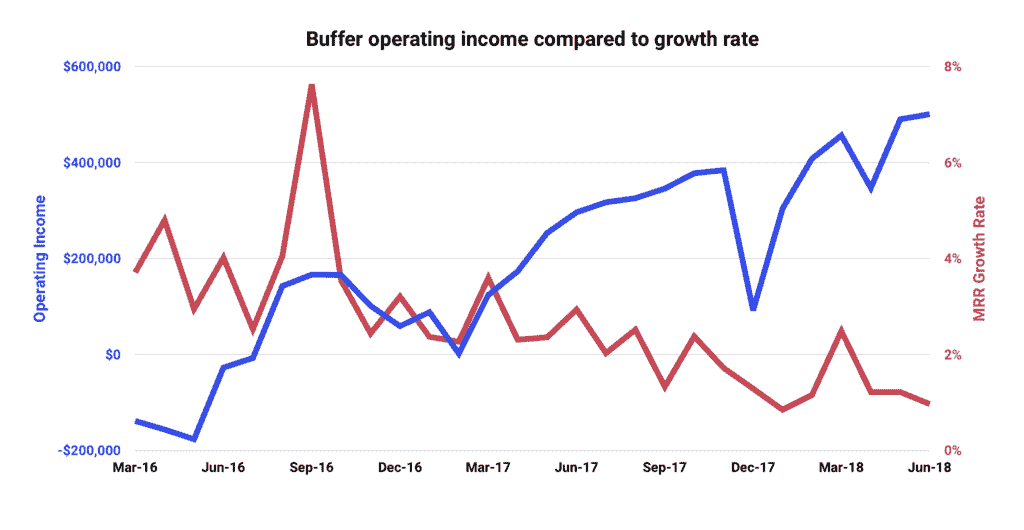 Buffer operating income compared to growth rate
$600,000
$400,000
$200,000
$0
-$200,000
Operating Income
8%
6%
4%
2%
0%
MRR Growth Rate
Mar-16 Jun-16 Sep-16 Dec-16 Mar-17 Jun-17 Sep-17 Dec-17 Mar-18 Jun-18